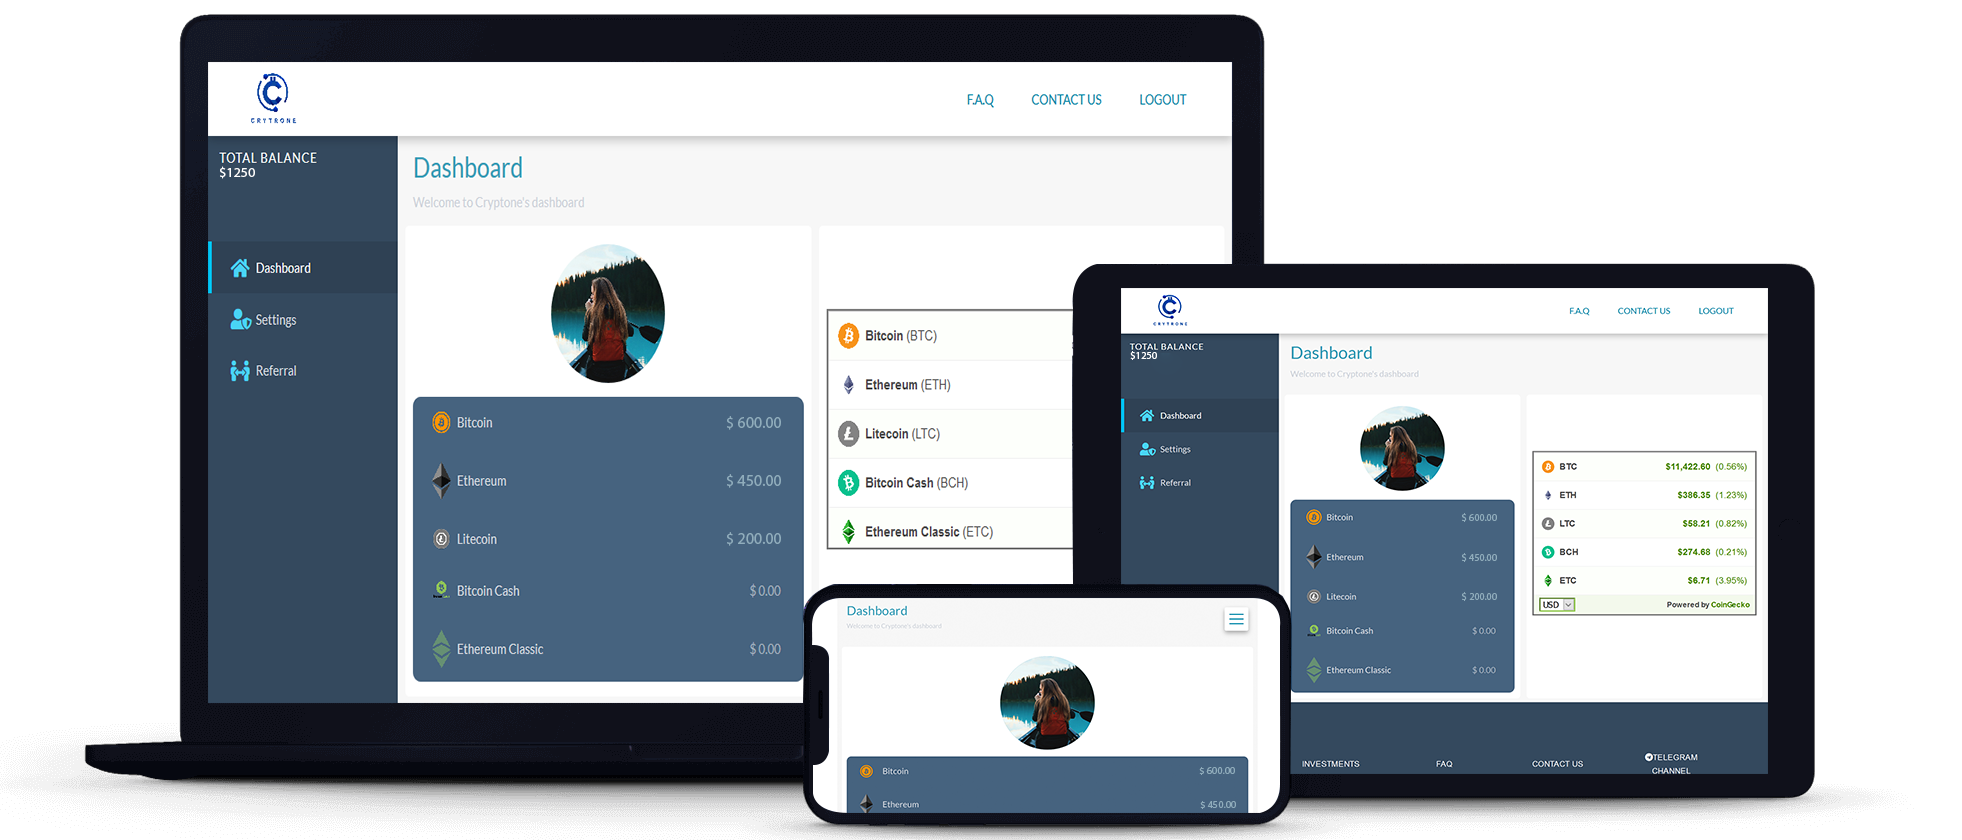 CRYTRONE
F.A.Q CONTACT US LOGOUT
TOTAL BALANCE
$1250
Dashboard
Settings
Referral
Dashboard
Welcome to Cryptone's dashboard
Bitcoin $ 600.00
Ethereum $ 450.00
Litecoin $ 200.00
Bitcoin Cash $ 0.00
Ethereum Classic $ 0.00
Bitcoin (BTC)
Ethereum (ETH)
Litecoin (LTC)
Bitcoin Cash (BCH)
Ethereum Classic (ETC)
CRYTRONE
F.A.Q CONTACT US LOGOUT
TOTAL BALANCE
$1250
Dashboard
Settings
Referral
Dashboard
Welcome to Cryptone's dashboard
Bitcoin $ 600.00
Ethereum $ 450.00
Litecoin $ 200.00
Bitcoin Cash $ 0.00
Ethereum Classic $ 0.00
BTC $11,422.60 (0.56%)
ETH $386.35 (1.23%)
LTC $58.21 (0.82%)
BCH $274.68 (0.21%)
ETC $6.71 (3.95%)
USD Powered by CoinGecko
INVESTMENTS FAQ CONTACT US TELEGRAM
CHANNEL
Dashboard
Welcome to Cryptone's dashboard
Bitcoin $ 600.00
Ethereum $ 450.00